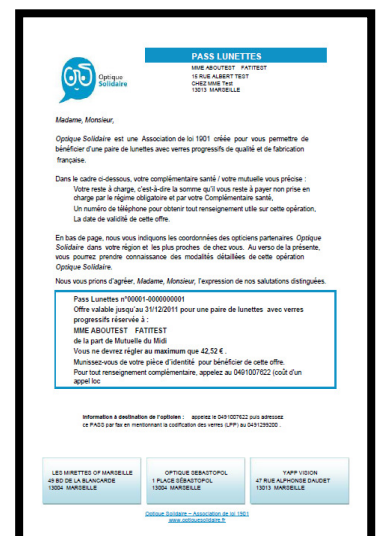 Optique
Solidaire
PASS LUNETTES
MME ABOUTEST FATITEST
15 RUE ALBERT TEST
CHEZ MME Test
13013 MARSEILLE
Madame, Monsieur,
Optique Solidaire est une Association de loi 1901 créée pour vous permettre de
bénéficier d'une paire de lunettes avec verres progressifs de qualité et de fabrication
française.
Dans le cadre ci-dessous, votre complémentaire santé / votre mutuelle vous précise :
Votre reste à charge, c'est-à-dire la somme qu'il vous reste à payer non prise en
charge par le régime obligatoire et par votre Complémentaire santé,
Un numéro de téléphone pour obtenir tout renseignement utile sur cette opération,
La date de validité de cette offre.
En bas de page, nous vous indiquons les coordonnées des opticiens partenaires Optique
Solidaire dans votre région et les plus proches de chez vous. Au verso de la présente,
vous pourrez prendre connaissance des modalités détaillées de cette opération
Optique Solidaire.
Nous vous prions d'agréer, Madame, Monsieur, l'expression de nos salutations distinguées.
Pass Lunettes n°00001-0000000001
Offre valable jusqu'au 31/12/2011 pour une paire de lunettes avec verres
progressifs réservée à :
MME ABOUTEST FATITEST
de la part de Mutuelle du Midi
Vous ne devrez régler au maximum que 42,52 € .
Munissez-vous de votre pièce d'identité pour bénéficier de cette offre.
Pour tout renseignement complémentaire, appelez au 0491007622 (coût d'un
appel loc
Information à destination de l'opticien : appelez le 0491007622 puis adressez
ce PASS par fax en mentionnant la codification des verres (LPP) au 0491299200 .
LES MIRETTES OF MARSEILLE
49 BD DE LA BLANCARDE
13004 MARSEILLE
OPTIQUE SEBASTOPOL
1 PLACE SÉBASTOPOL
13004 MARSEILLE
YAFF VISION
47 RUE ALPHONSE DAUDET
13013 MARSEILLE
Optique Solidaire – Association de loi 1901
www.optiquesolidaire.fr